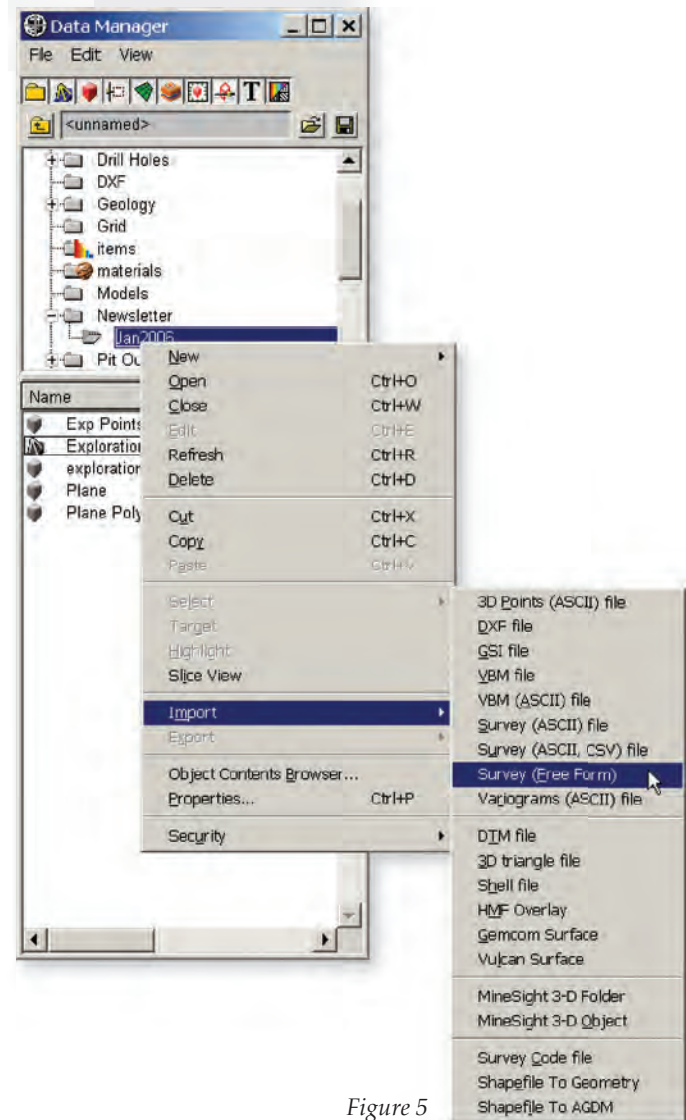 Data Manager
File Edit View
T
<unnamed>
Drill Holes
DXF
Geology
Grid
items
materials
Models
Newsletter
Jan2006
Pit Ou
Name
Exp Points
Exploration
exploration
Plane
Plane Poly
New
Open Ctrl+O
Close Ctrl+W
Edit Ctrl+E
Refresh Ctrl+R
Delete Ctrl+D
Cut Ctrl+X
Copy Ctrl+C
Paste Ctrl+V
Select
Target
Highlight
Slice View
Import
Export
Object Contents Browser...
Properties... Ctrl+P
Security
3D Points (ASCII) file
DXF file
GSI file
VBM file
VBM (ASCII) file
Survey (ASCII) file
Survey (ASCII, CSV) file
Survey (Free Form)
Variograms (ASCII) file
DTM file
3D triangle file
Shell file
HMF Overlay
Gemcom Surface
Vulcan Surface
MineSight 3-D Folder
MineSight 3-D Object
Survey Code file
Shapefile To Geometry
Shapefile To AGDM
Figure 5